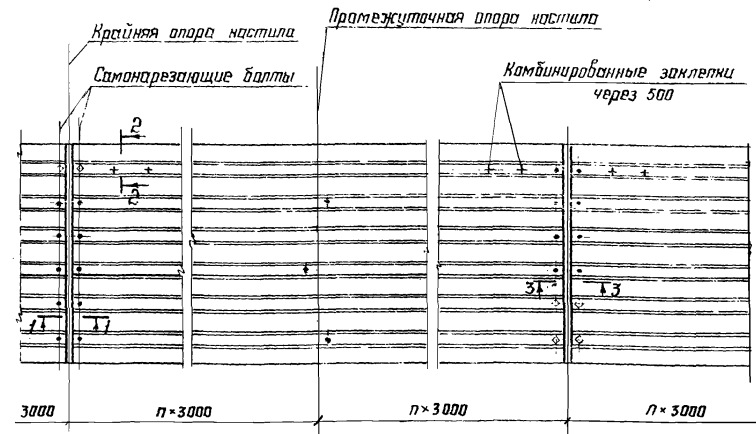 Крайняя опора настила
Промежуточная опора настила
Самонарезающие болты
Комбинированные заклепки
через 500
2
2
3
3
1
1
3000
п×3000
п×3000
п×3000